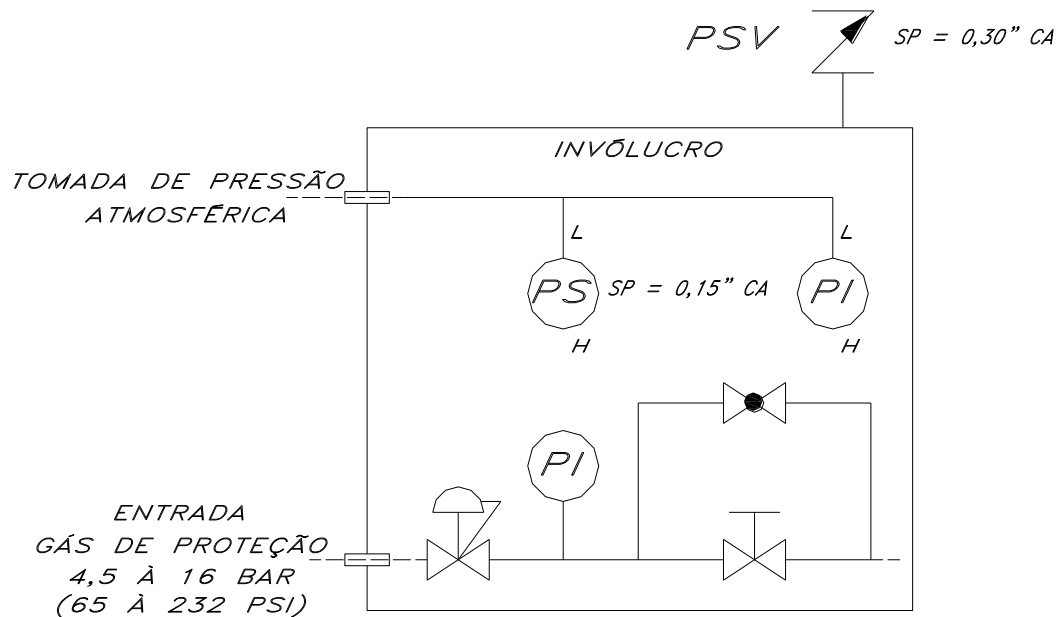 PSV
SP = 0,30” CA
INVÓLUCRO
TOMADA DE PRESSÃO
ATMOSFÉRICA
L
L
PS
SP = 0,15” CA
PI
H
H
PI
ENTRADA
GÁS DE PROTEÇÃO
4,5 À 16 BAR
(65 À 232 PSI)